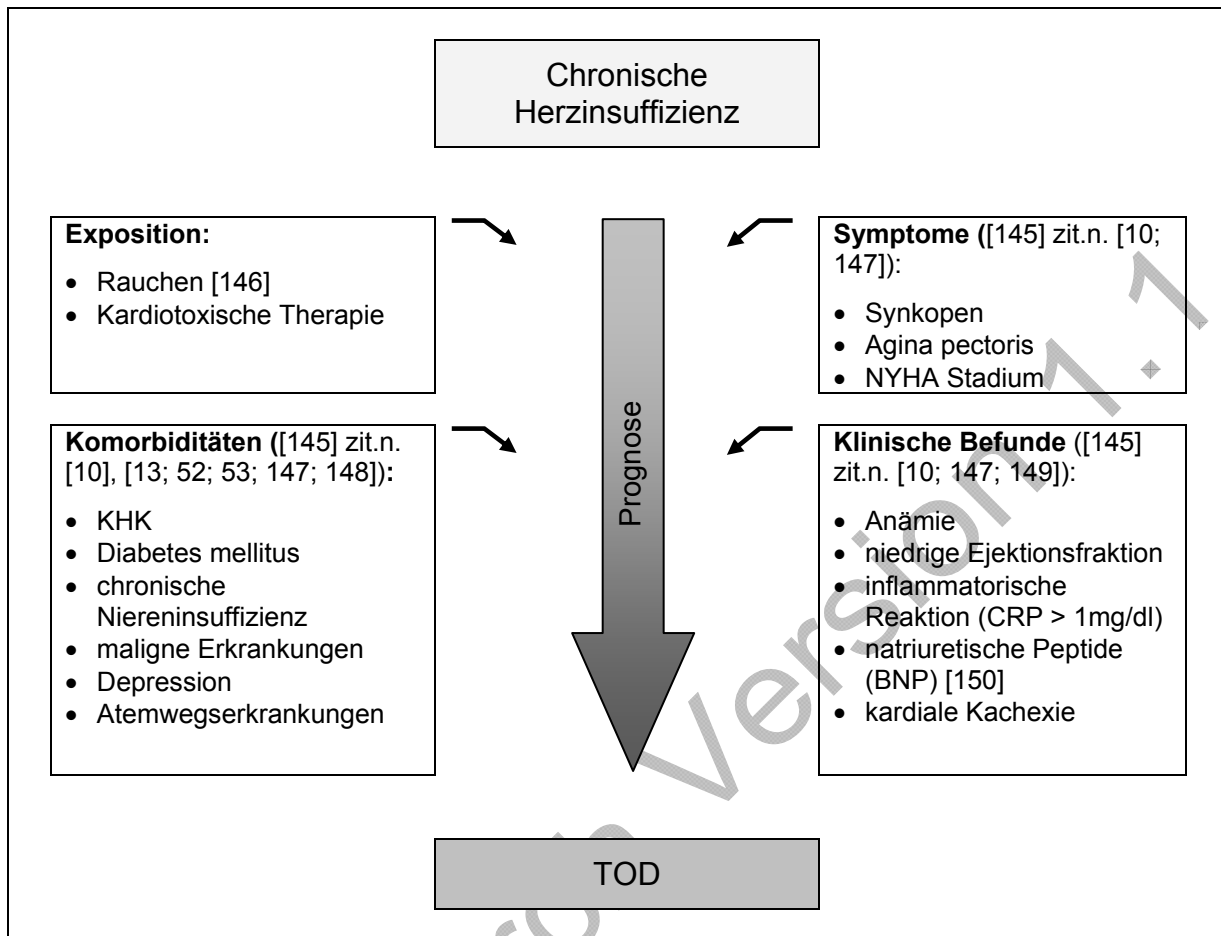 Chronische
Herzinsuffizienz
Exposition:
• Rauchen [146]
• Kardiotoxische Therapie
Symptome ([145] zit.n. [10;
147]):
• Synkopen
• Agina pectoris
• NYHA Stadium
Prognose
Komorbiditäten ([145] zit.n.
[10], [13; 52; 53; 147; 148]):
• KHK
• Diabetes mellitus
• chronische
Niereninsuffizienz
• maligne Erkrankungen
• Depression
• Atemwegserkrankungen
Klinische Befunde ([145]
zit.n. [10; 147; 149]):
• Anämie
• niedrige Ejektionsfraktion
• inflammatorische
Reaktion (CRP > 1mg/dl)
• natriuretische Peptide
(BNP) [150]
• kardiale Kachexie
TOD
Version 1.1